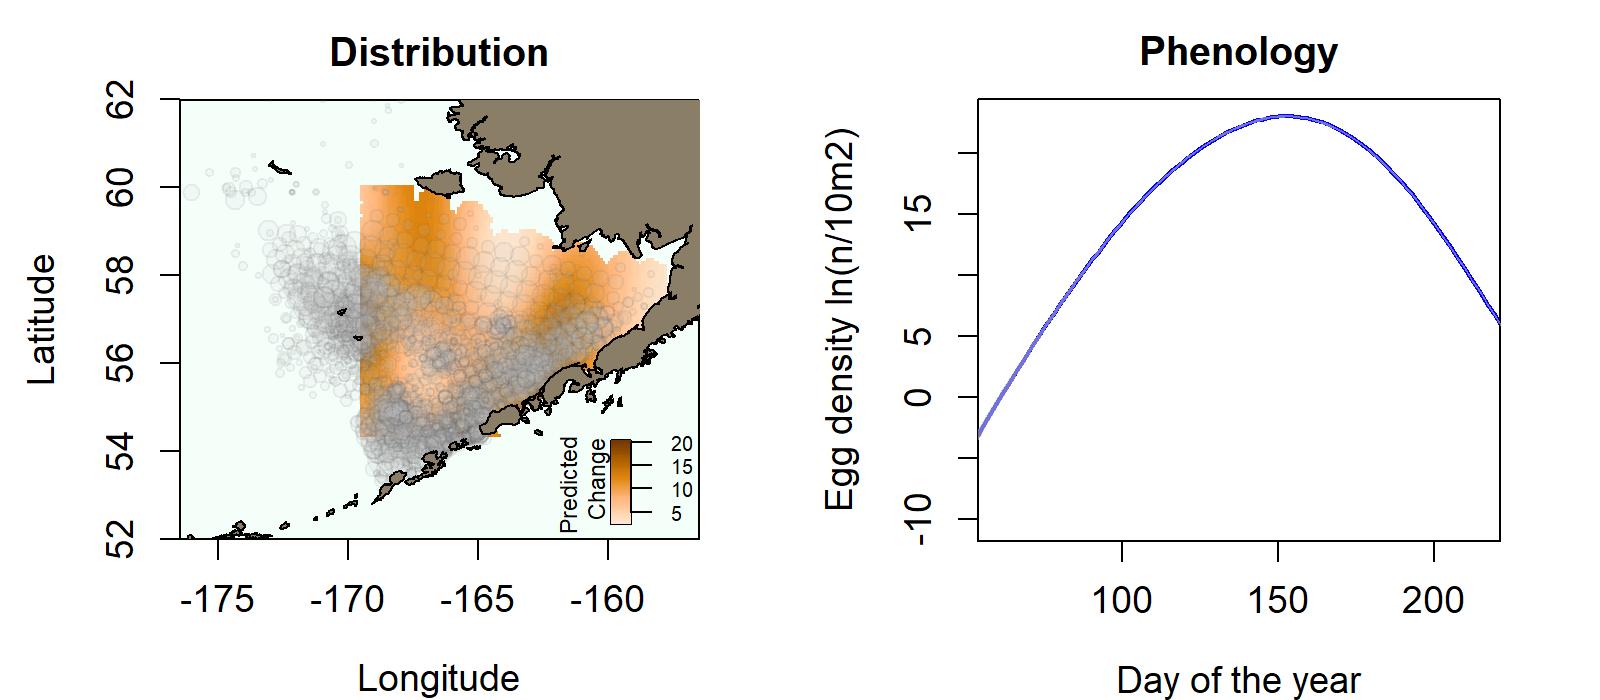 Distribution
Latitude
62
60
58
56
54
52
-175
-170
-165
-160
Longitude
Predicted
Change
20
15
10
5
Phenology
Egg density ln(n/10m2)
15
5
0
-10
100
150
200
Day of the year